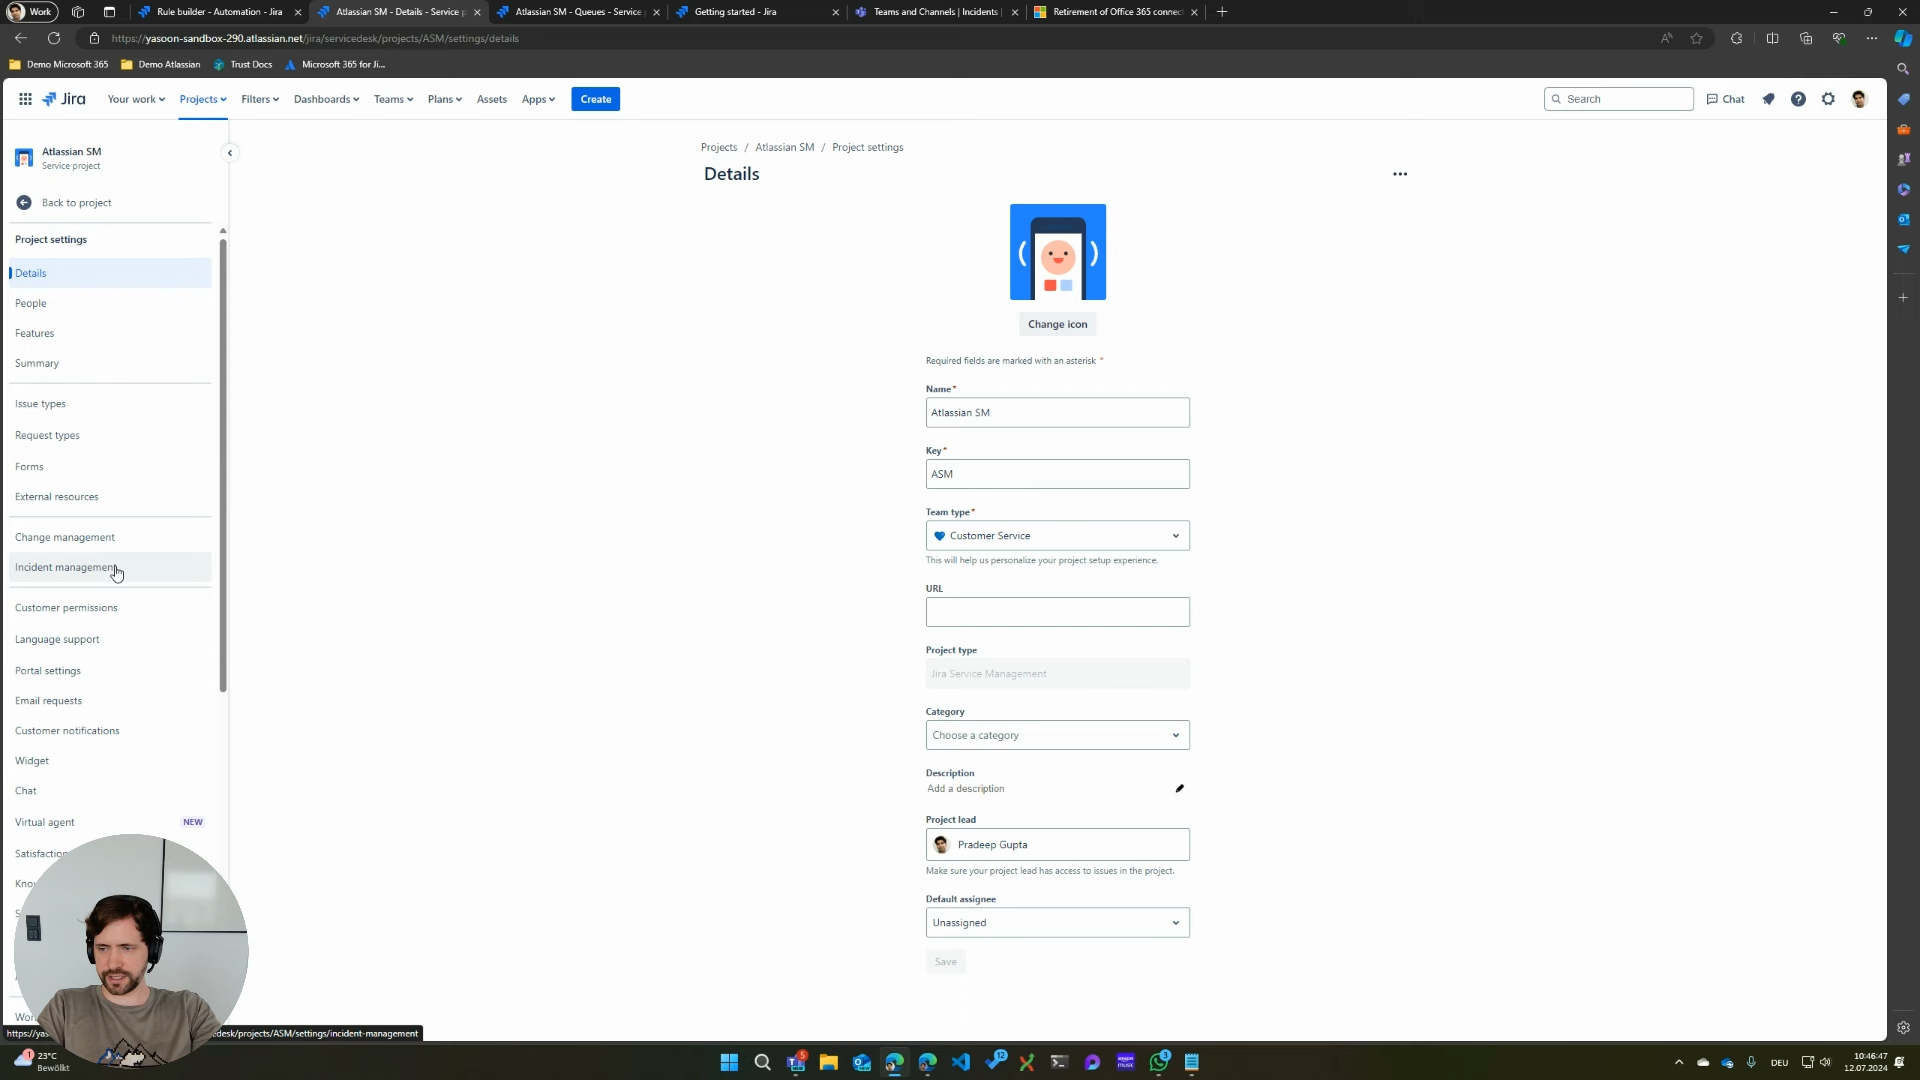 Work
Rule builder - Automation - Jira
Atlassian SM - Details - Service p
Atlassian SM - Queues - Service
Getting started - Jira
Teams and Channels | Incidents |
Retirement of Office 365 connect
https://yasoon-sandbox-290.atlassian.net/jira/servicedesk/projects/ASM/settings/details
Demo Microsoft 365
Demo Atlassian
Trust Docs
Microsoft 365 for Ji...
Jira
Your work
Projects
Filters
Dashboards
Teams
Plans
Assets
Apps
Create
Search
Chat
Atlassian SM
Service project
Back to project
Project settings
Details
People
Features
Summary
Issue types
Request types
Forms
External resources
Change management
Incident management
Customer permissions
Language support
Portal settings
Email requests
Customer notifications
Widget
Chat
Virtual agent
NEW
Satisfaction
Projects / Atlassian SM / Project settings
Details
Change icon
Required fields are marked with an asterisk *
Name*
Atlassian SM
Key*
ASM
Team type*
Customer Service
This will help us personalize your project setup experience.
URL
Project type
Jira Service Management
Category
Choose a category
Description
Add a description
Project lead
Pradeep Gupta
Make sure your project lead has access to issues in the project.
Default assignee
Unassigned
Save
edesk/projects/ASM/settings/incident-management
1
23°C
Bewölkt
5
12
3
DEU
10:46:47
12.07.2024